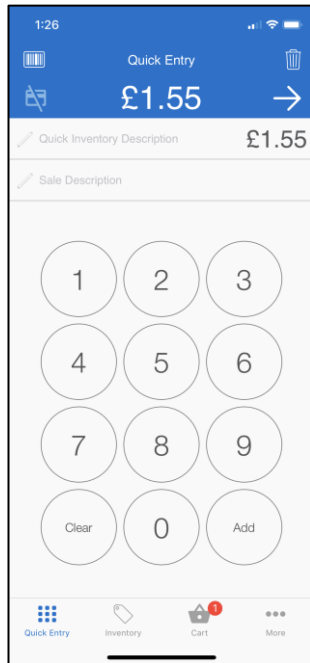 1:26
Quick Entry
£1.55
Quick Inventory Description £1.55
Sale Description
1 2 3
4 5 6
7 8 9
Clear 0 Add
1
Quick Entry Inventory Cart More